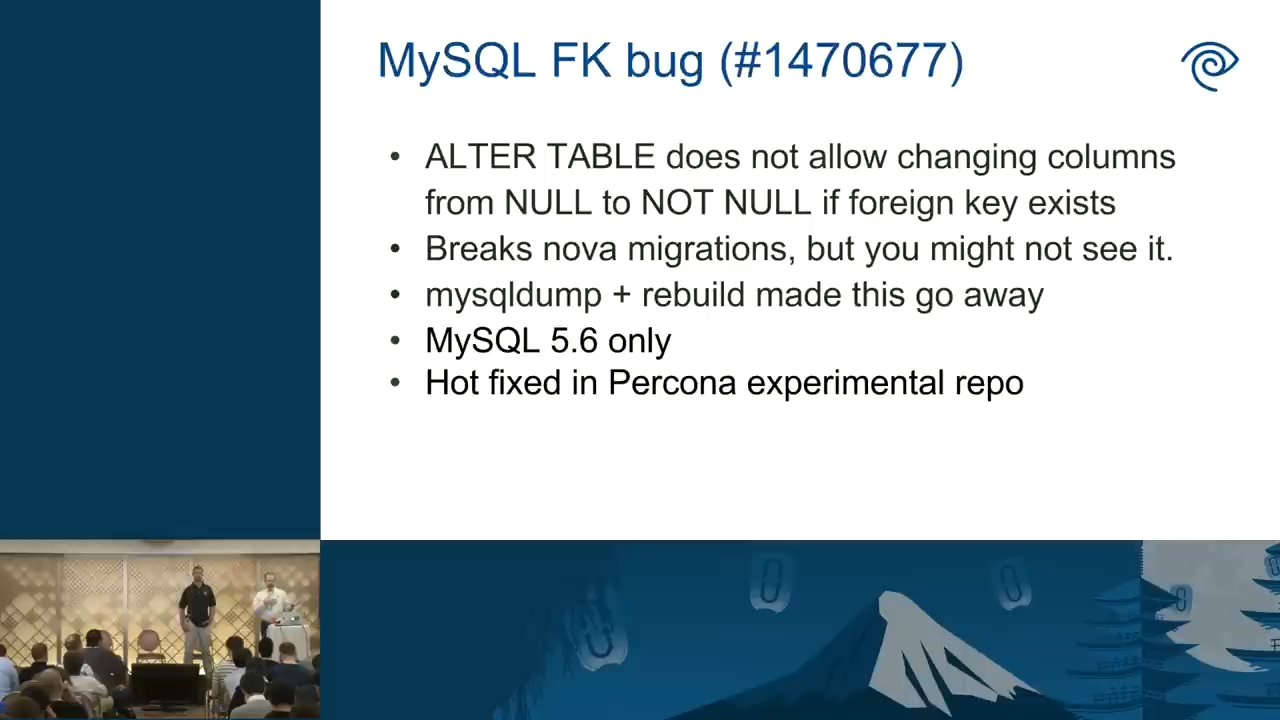 MySQL FK bug (#1470677)
• ALTER TABLE does not allow changing columns
from NULL to NOT NULL if foreign key exists
• Breaks nova migrations, but you might not see it.
• mysqldump + rebuild made this go away
• MySQL 5.6 only
• Hot fixed in Percona experimental repo